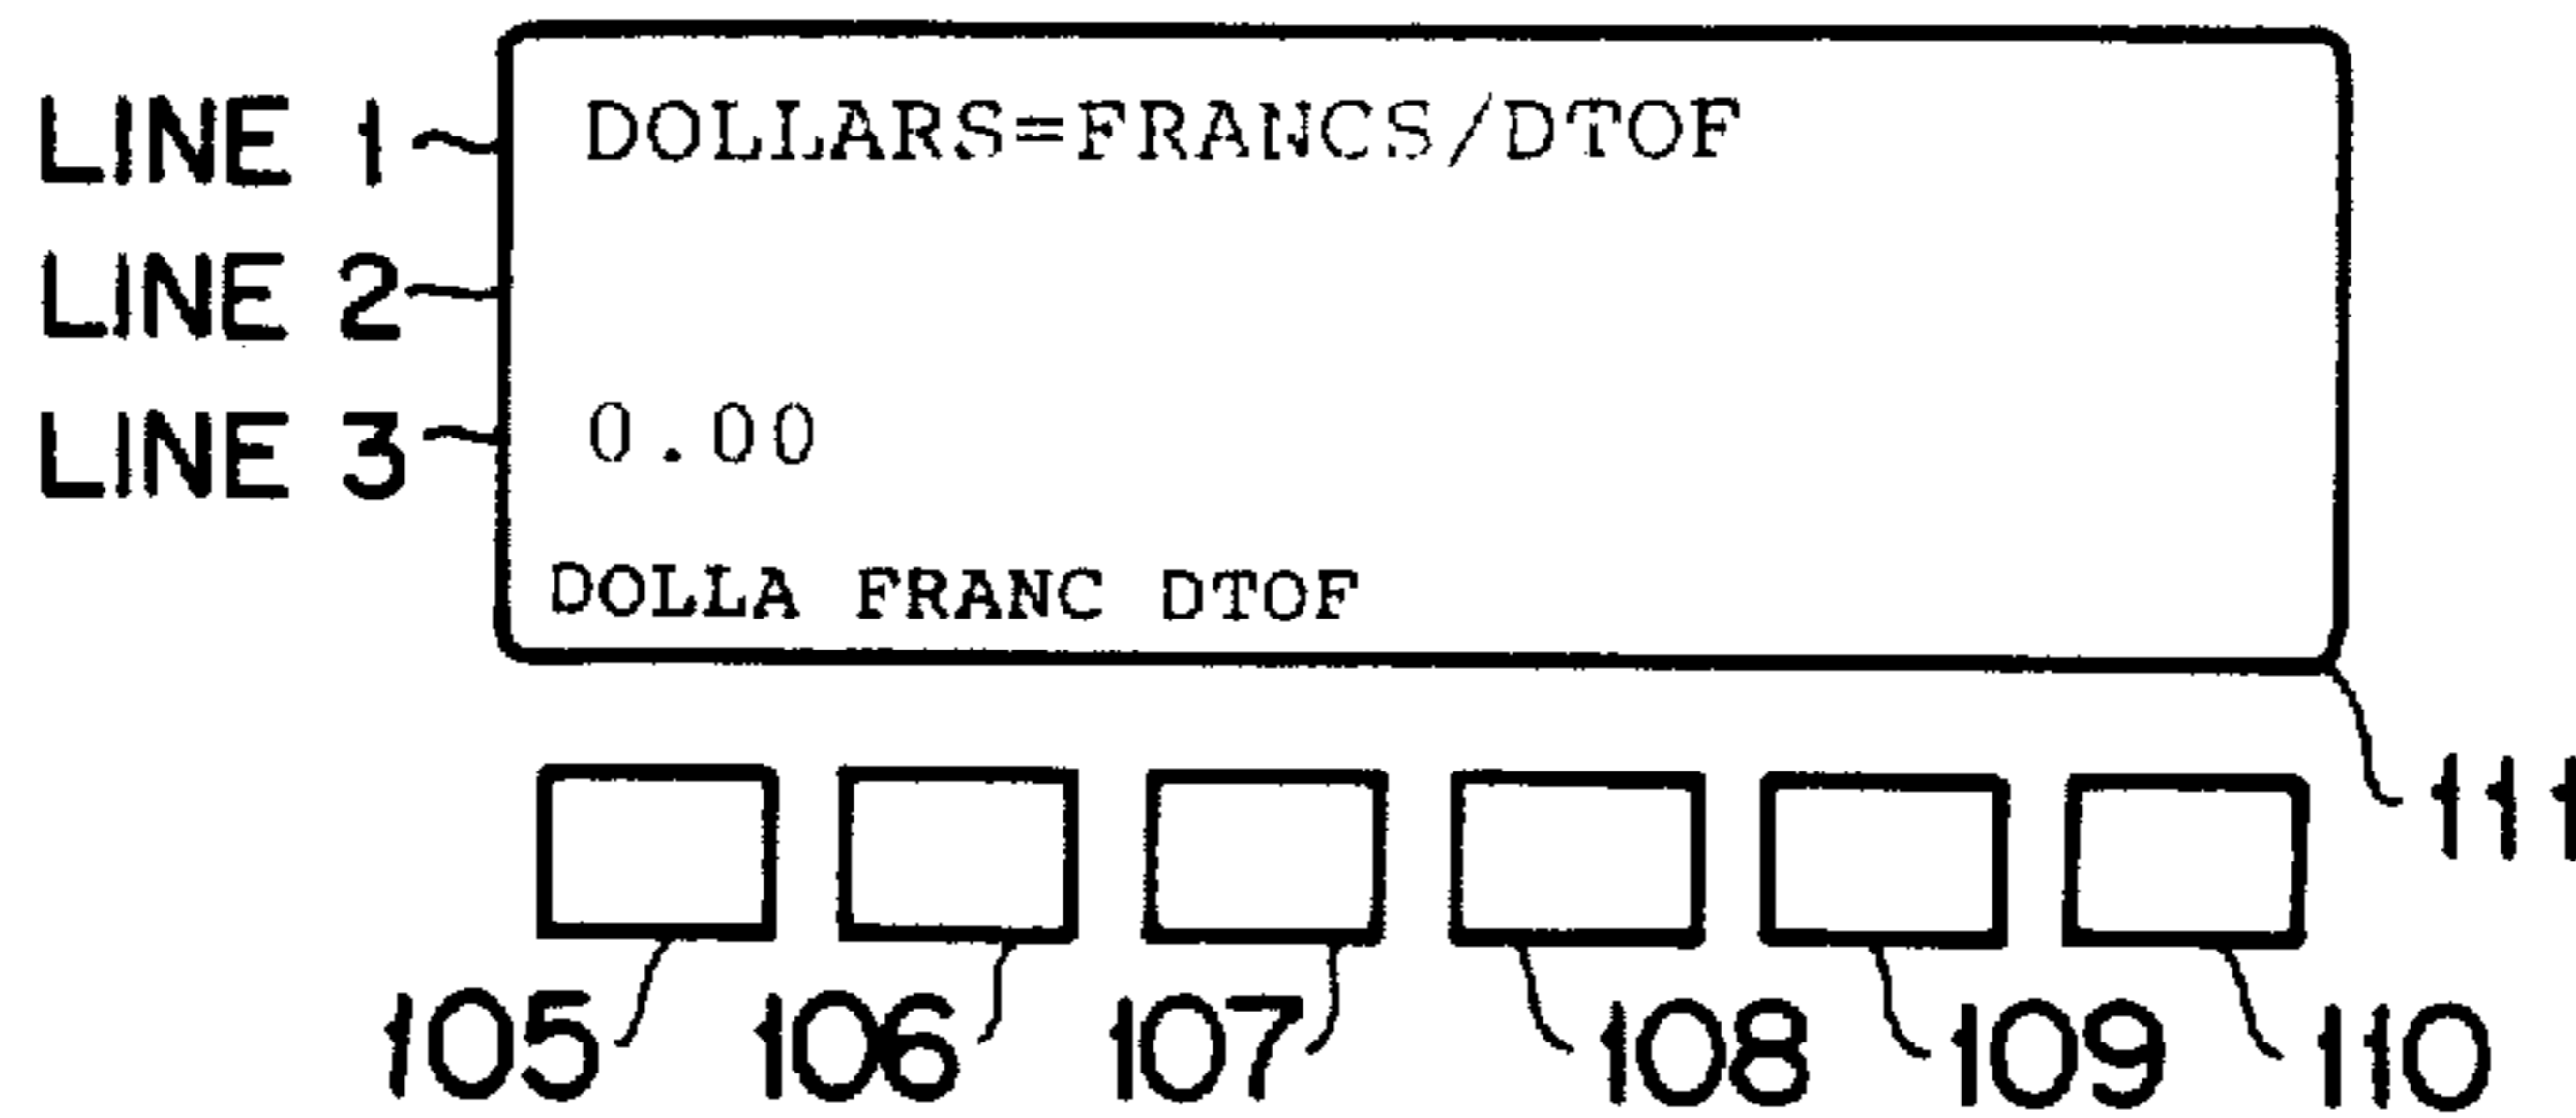 LINE 1 DOLLARS=FRANCS/DTOF
LINE 2
LINE 3 0.00
DOLLA FRANC DTOF
111
105 106 107 108 109 110